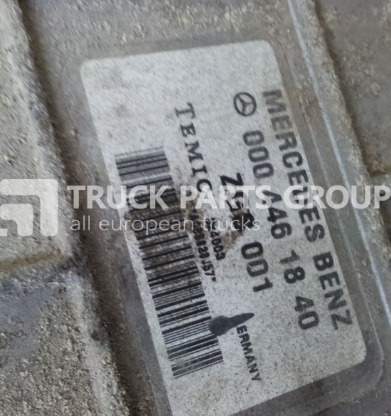 MERCEDES BENZ
000 446 18 40
001
TEMIC
GERMANY
TRUCK PARTS GROUP
all european trucks